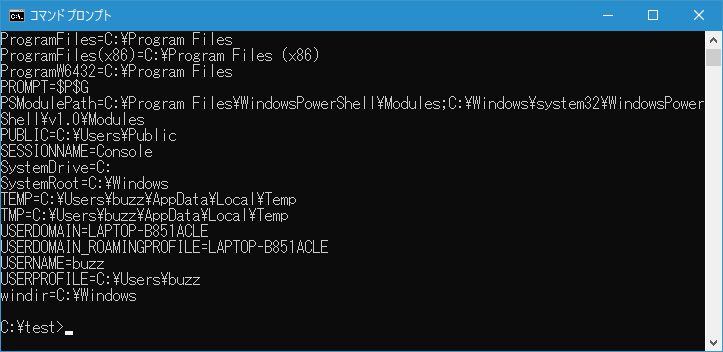 コマンド プロンプト
ProgramFiles=C:¥Program Files
ProgramFiles(x86)=C:¥Program Files (x86)
ProgramW6432=C:¥Program Files
PROMPT=$P$G
PSModulePath=C:¥Program Files¥WindowsPowerShell¥Modules;C:¥Windows¥system32¥WindowsPower
Shell¥v1.0¥Modules
PUBLIC=C:¥Users¥Public
SESSIONNAME=Console
SystemDrive=C:
SystemRoot=C:¥Windows
TEMP=C:¥Users¥buzz¥AppData¥Local¥Temp
TMP=C:¥Users¥buzz¥AppData¥Local¥Temp
USERDOMAIN=LAPTOP-B851ACLE
USERDOMAIN_ROAMINGPROFILE=LAPTOP-B851ACLE
USERNAME=buzz
USERPROFILE=C:¥Users¥buzz
windir=C:¥Windows
C:¥test>